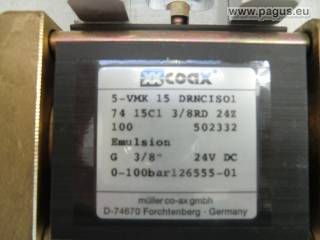 www.pagus.eu
coax®
5-VMK 15 DRNCISO1
74 15C1 3/8RD 24Z
100 502332
Emulsion
G 3/8" 24V DC
0-100bar126555-01
müller co-ax gmbh
D-74670 Forchtenberg · Germany